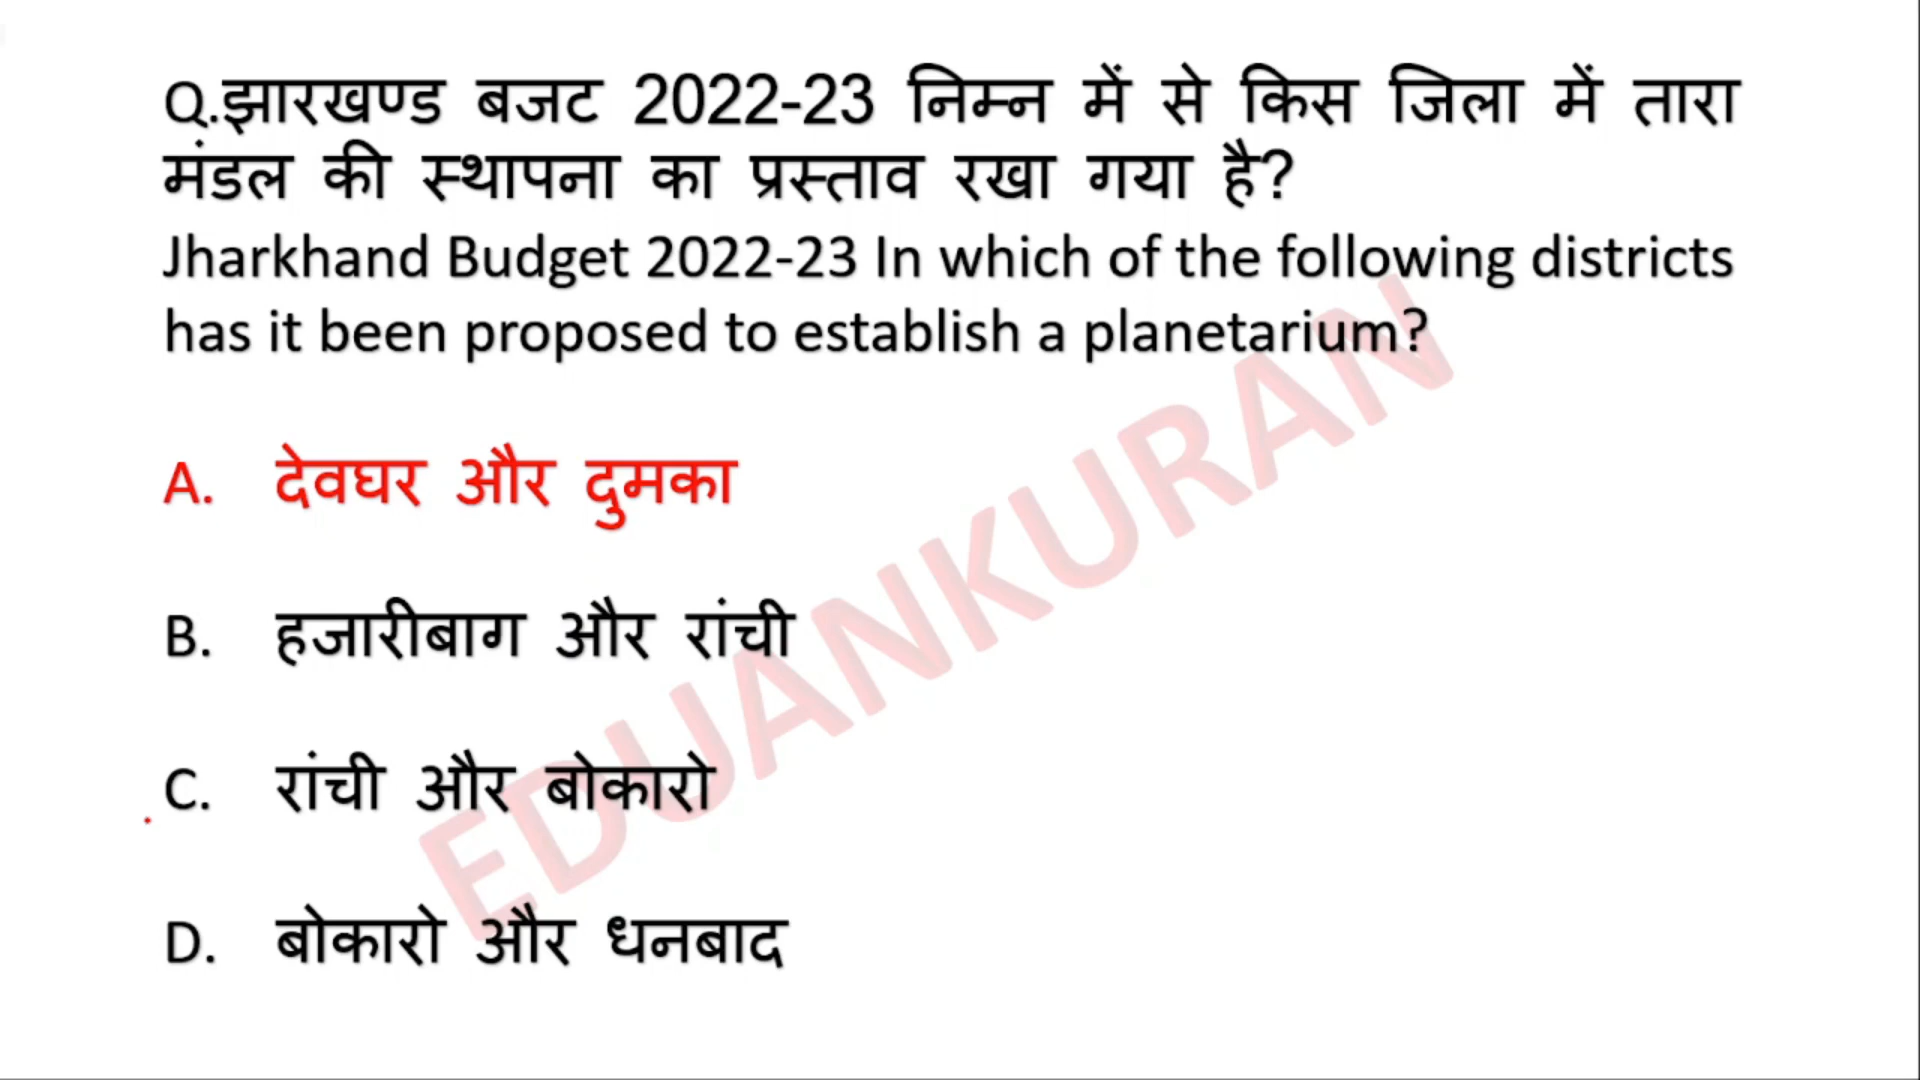 Q.झारखण्ड बजट 2022-23 निम्न में से किस जिला में तारा
मंडल की स्थापना का प्रस्ताव रखा गया है?
Jharkhand Budget 2022-23 In which of the following districts
has it been proposed to establish a planetarium?
A. देवघर और दुमका
B. हजारीबाग और रांची
C. रांची और बोकारो
D. बोकारो और धनबाद
EDUANKURAN